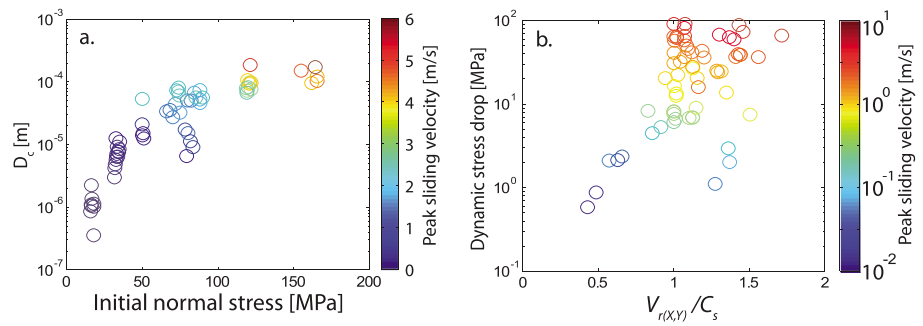 a.
10^-3
10^-4
10^-5
10^-6
10^-7
D_c [m]
0 50 100 150 200
Initial normal stress [MPa]
6
5
4
3
2
1
0
Peak sliding velocity [m/s]
b.
10^2
10^1
10^0
10^-1
Dynamic stress drop [MPa]
0 0.5 1 1.5 2
V_r(X,Y) /C_s
10^1
10^0
10^-1
10^-2
Peak sliding velocity [m/s]